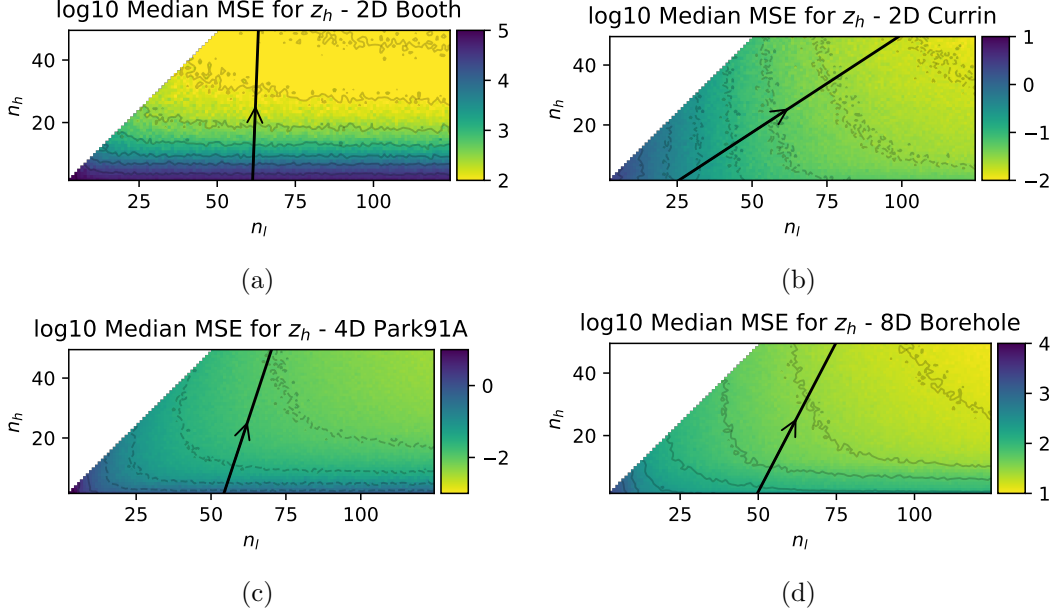 log10 Median MSE for z_h - 2D Booth
n_h
40
20
25
50
75
100
n_l
5
4
3
2
(a)
log10 Median MSE for z_h - 2D Currin
n_h
40
20
25
50
75
100
n_l
1
0
−1
−2
(b)
log10 Median MSE for z_h - 4D Park91A
n_h
40
20
25
50
75
100
n_l
0
−2
(c)
log10 Median MSE for z_h - 8D Borehole
n_h
40
20
25
50
75
100
n_l
4
3
2
1
(d)